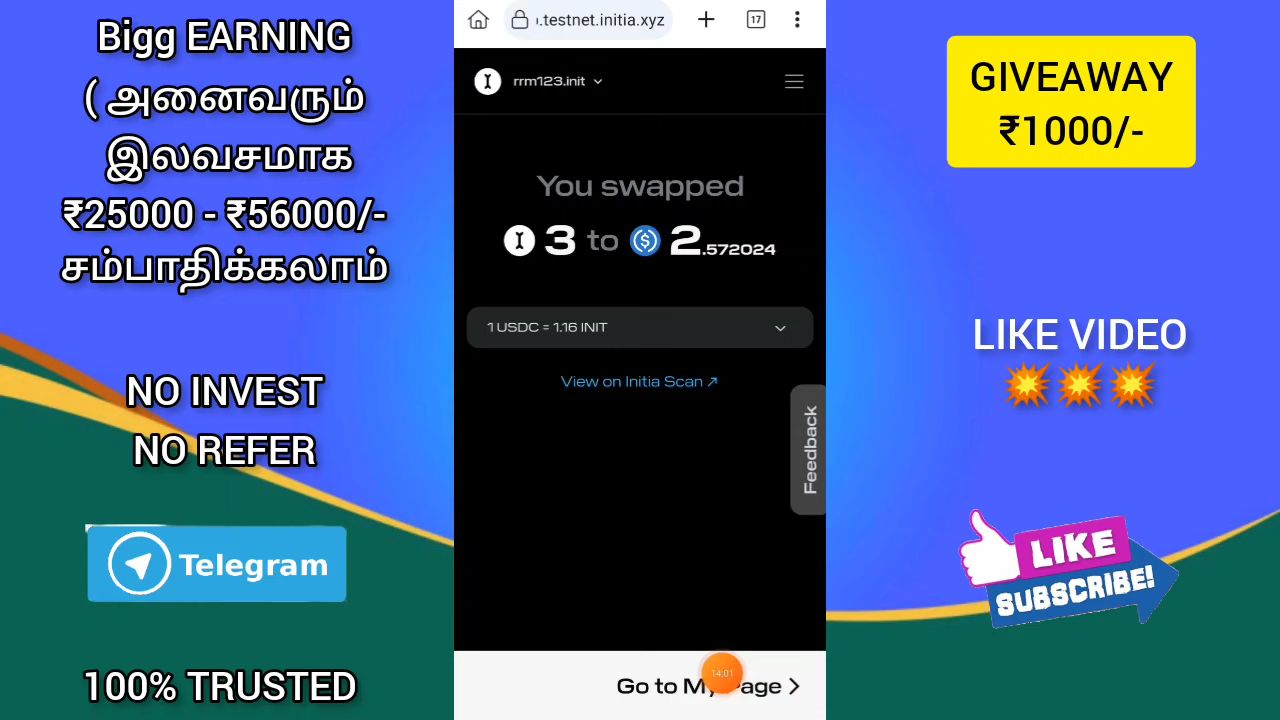 Bigg EARNING
( அனைவரும்
இலவசமாக
₹25000 - ₹56000/-
சம்பாதிக்கலாம்
NO INVEST
NO REFER
Telegram
100% TRUSTED
.testnet.initia.xyz
17
rrm123.init
You swapped
3 to 2.572024
1 USDC = 1.16 INIT
View on Initia Scan ↗
Feedback
14:01
Go to My Page
GIVEAWAY
₹1000/-
LIKE VIDEO
💥💥💥
LIKE
SUBSCRIBE!